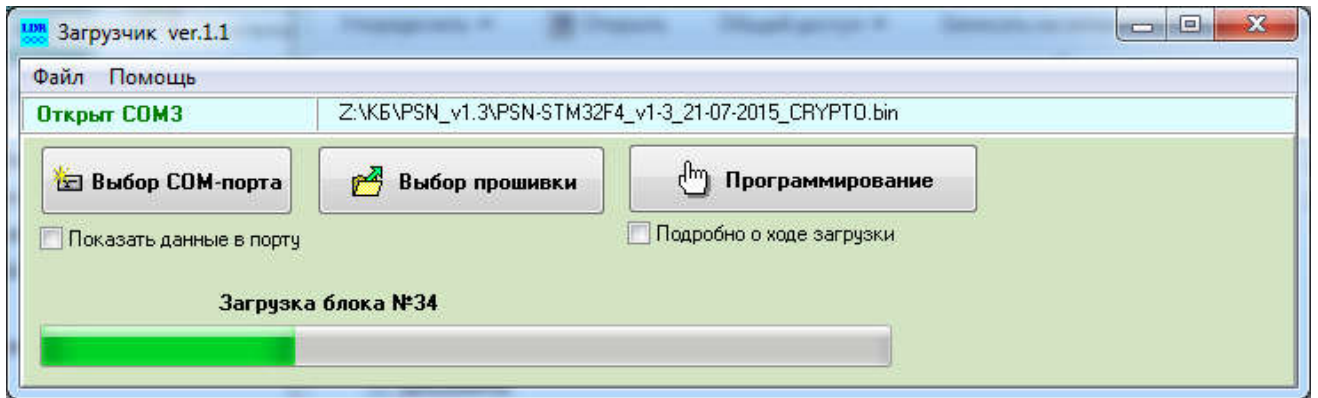 LDR Загрузчик ver.1.1
Файл Помощь
Открыт COM3 Z:\КБ\PSN_v1.3\PSN-STM32F4_v1-3_21-07-2015_CRYPTO.bin
Выбор COM-порта Выбор прошивки Программирование
Показать данные в порту Подробно о ходе загрузки
Загрузка блока №34